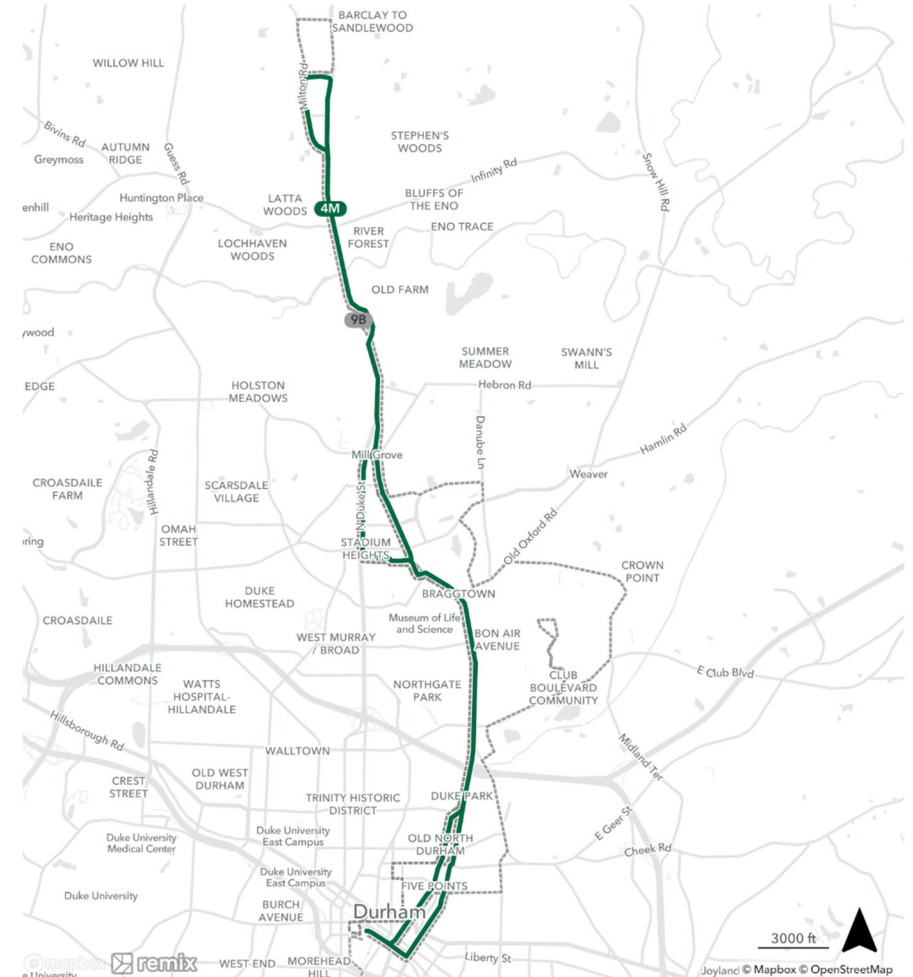 BARCLAY TO
SANDLEWOOD
WILLOW HILL
Milton Rd
Bivins Rd
AUTUMN
RIDGE
Greymoss
Guess Rd
STEPHEN'S
WOODS
Snow Hill Rd
Infinity Rd
Huntington Place
enhill
Heritage Heights
LATTA
WOODS
4M
BLUFFS OF
THE ENO
ENO
COMMONS
LOCHHAVEN
WOODS
RIVER
FOREST
ENO TRACE
OLD FARM
9B
ywood
SUMMER
MEADOW
SWANN'S
MILL
EDGE
HOLSTON
MEADOWS
Hebron Rd
Danube Ln
Hamlin Rd
Mill Grove
Weaver
CROASDAILE
FARM
Hillandale Rd
SCARSDALE
VILLAGE
N Duke St
OMAH
STREET
ring
STADIUM
HEIGHTS
Old Oxford Rd
CROWN
POINT
DUKE
HOMESTEAD
BRAGGTOWN
CROASDAILE
Museum of Life
and Science
WEST MURRAY
/ BROAD
BON AIR
AVENUE
HILLANDALE
COMMONS
WATTS
HOSPITAL-
HILLANDALE
NORTHGATE
PARK
CLUB
BOULEVARD
COMMUNITY
E Club Blvd
Hillsborough Rd
WALLTOWN
Midland Ter
CREST
STREET
OLD WEST
DURHAM
TRINITY HISTORIC
DISTRICT
DUKE PARK
Duke University
Medical Center
Duke University
East Campus
OLD NORTH
DURHAM
E Geer St
Cheek Rd
Duke University
Duke University
East Campus
FIVE POINTS
BURCH
AVENUE
Durham
3000 ft
mapbox
remix
WEST END
MOREHEAD
HILL
Liberty St
Joyland
© Mapbox © OpenStreetMap
e University